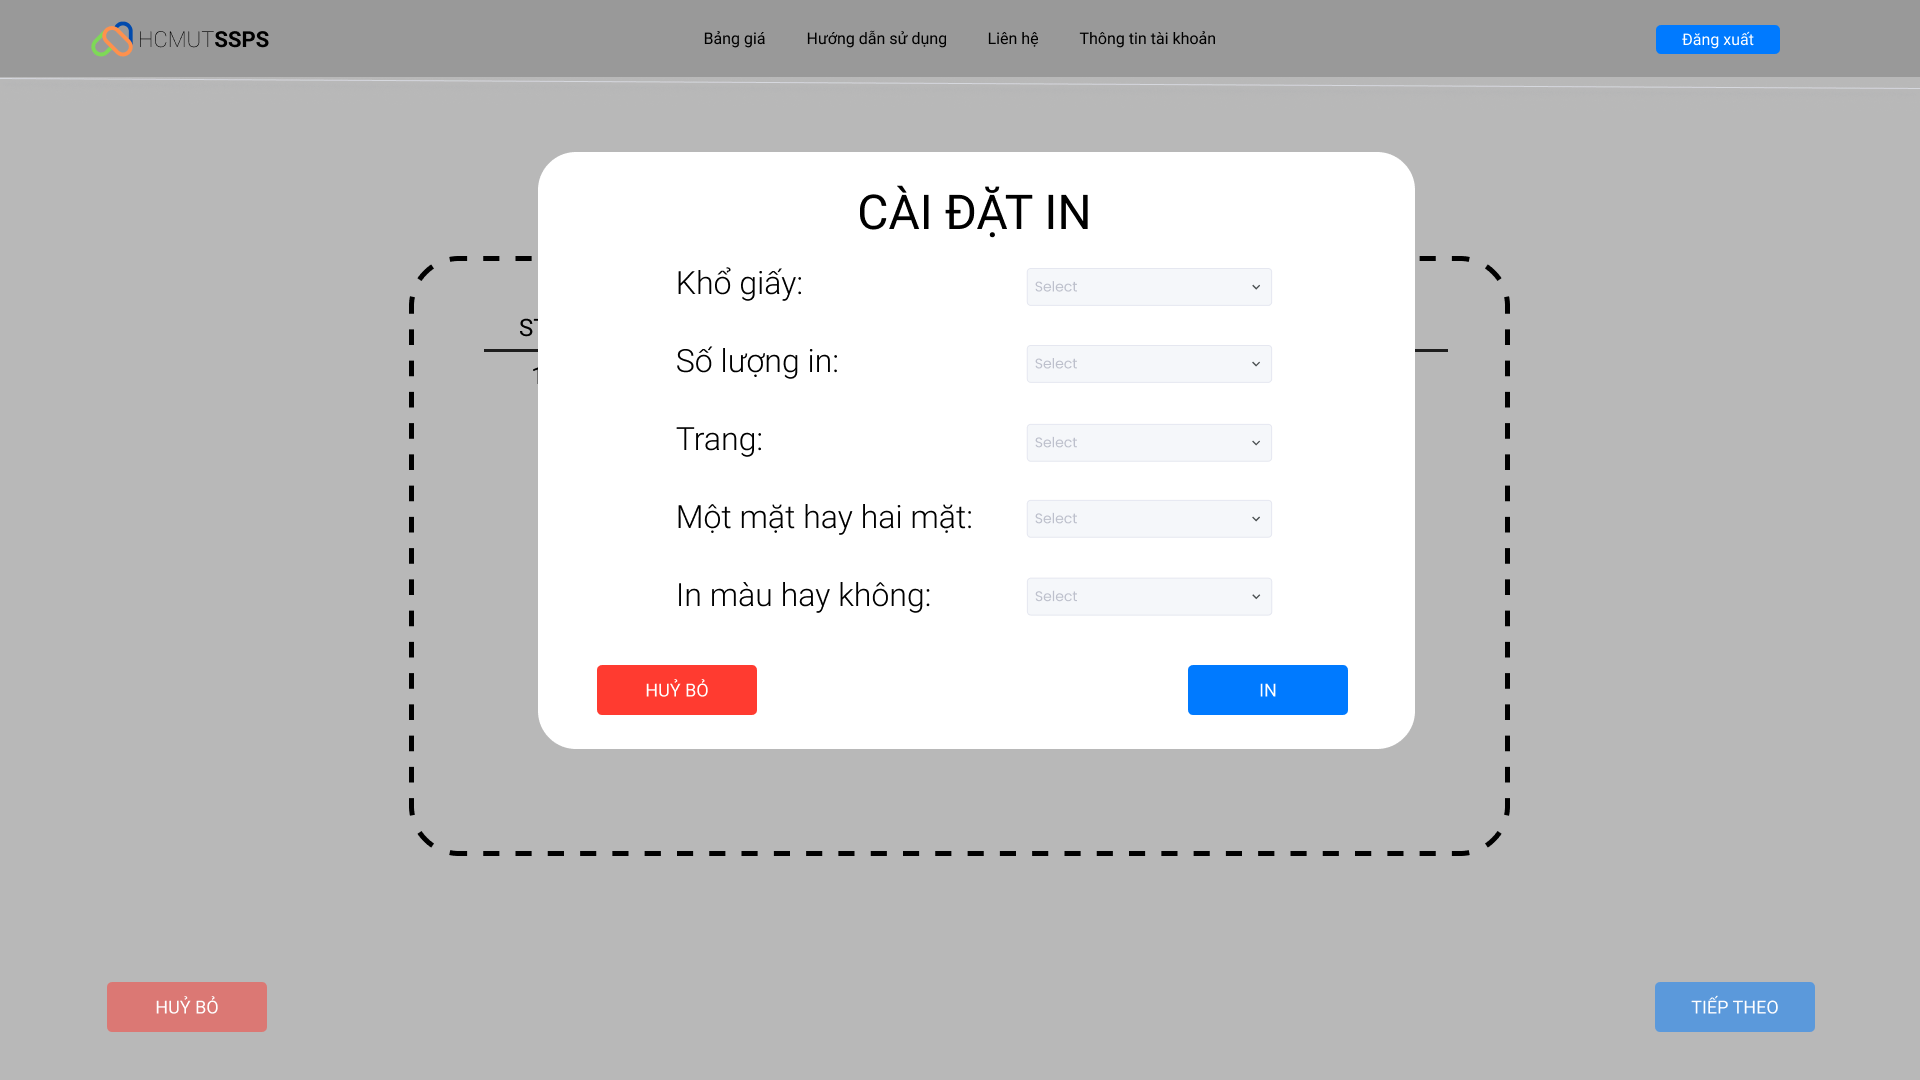 HCMUTSSPS
Bảng giá
Hướng dẫn sử dụng
Liên hệ
Thông tin tài khoản
Đăng xuất
CÀI ĐẶT IN
Khổ giấy:
Select
Số lượng in:
Select
Trang:
Select
Một mặt hay hai mặt:
Select
In màu hay không:
Select
HUỶ BỎ
IN
HUỶ BỎ
TIẾP THEO